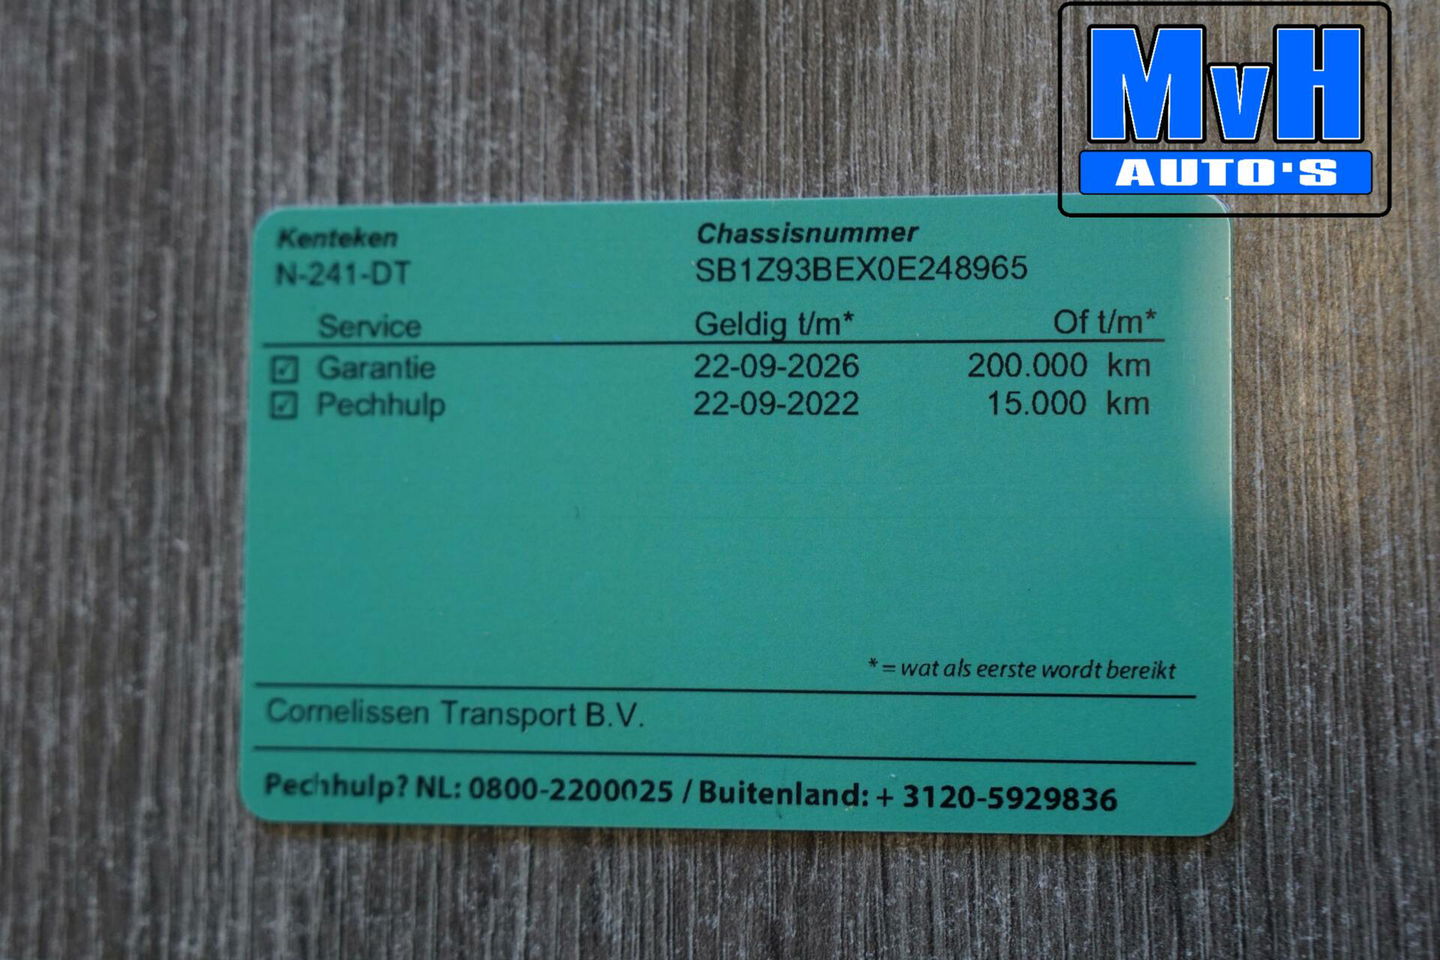 MvH
AUTO'S
Kenteken Chassisnummer
N-241-DT SB1Z93BEX0E248965
Service Geldig t/m* Of t/m*
☑ Garantie 22-09-2026 200.000 km
☑ Pechhulp 22-09-2022 15.000 km
* = wat als eerste wordt bereikt
Cornelissen Transport B.V.
Pechhulp? NL: 0800-2200025 / Buitenland: + 3120-5929836